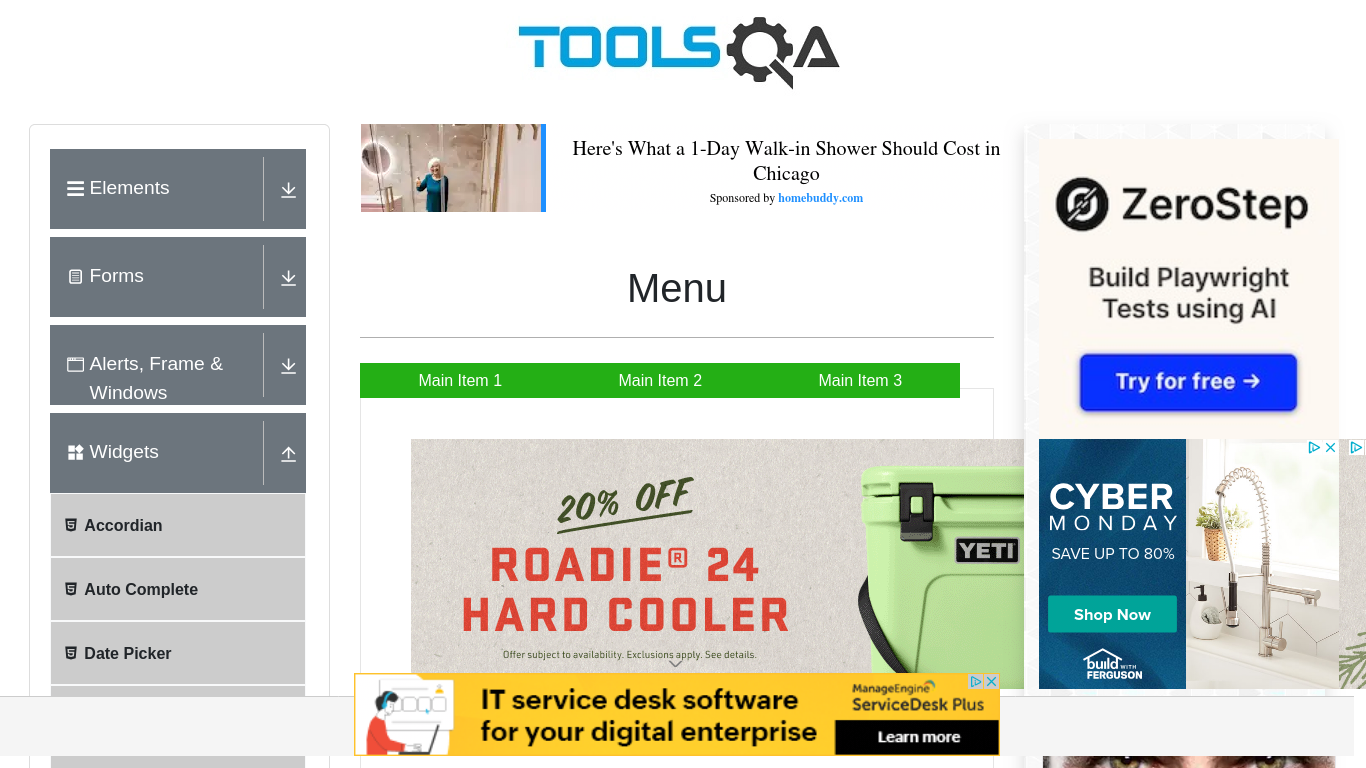 TOOLSQA
Elements
Forms
Alerts, Frame &
Windows
Widgets
Accordian
Auto Complete
Date Picker
Here's What a 1-Day Walk-in Shower Should Cost in
Chicago
Sponsored by homebuddy.com
Menu
Main Item 1
Main Item 2
Main Item 3
20% OFF
ROADIE® 24
HARD COOLER
Offer subject to availability. Exclusions apply. See details.
YETI
IT service desk software
for your digital enterprise
ManageEngine
ServiceDesk Plus
Learn more
ZeroStep
Build Playwright
Tests using AI
Try for free →
CYBER
MONDAY
SAVE UP TO 80%
Shop Now
build WITH
FERGUSON